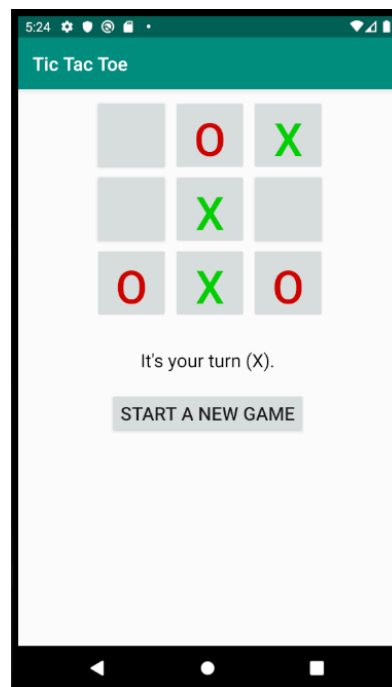 5:24
Tic Tac Toe
O X
X
O X O
It's your turn (X).
START A NEW GAME